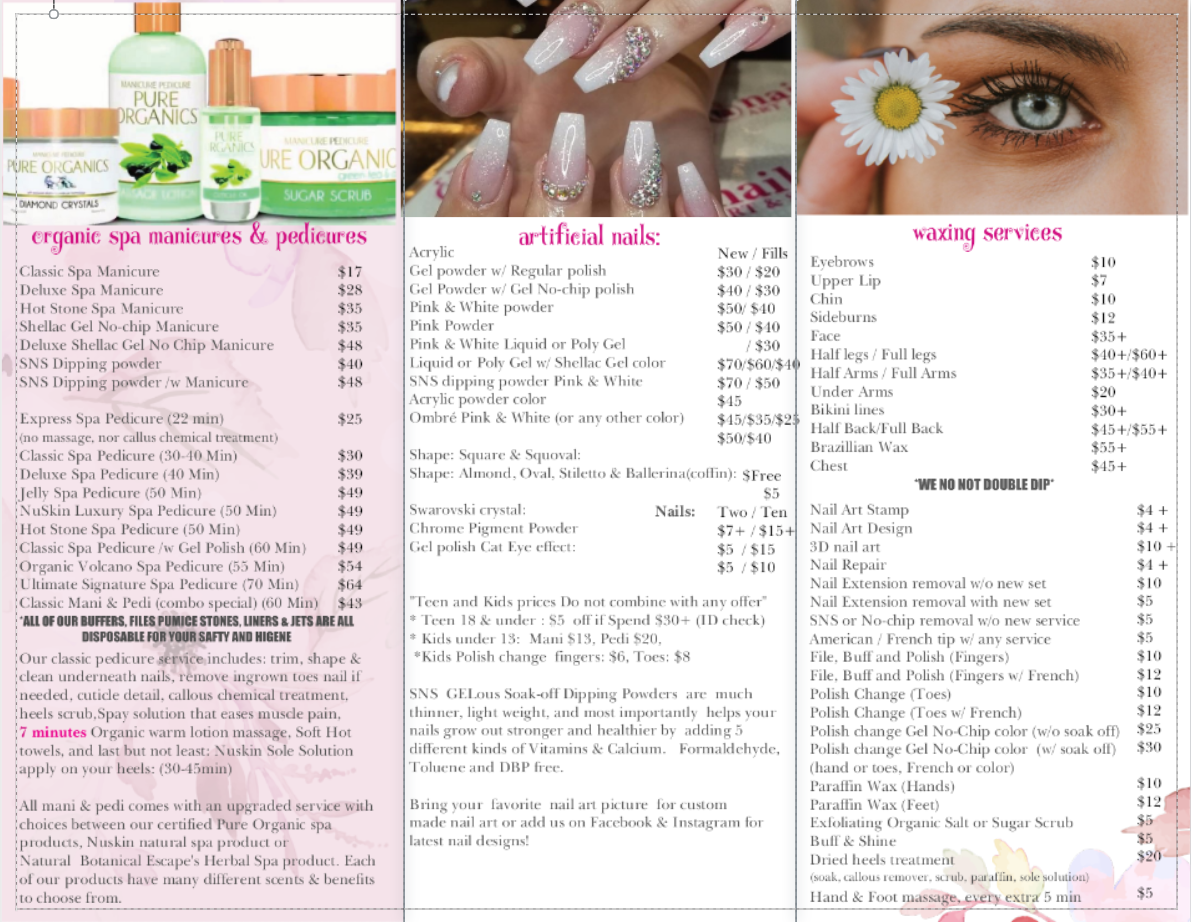 MANICURE·PEDICURE
PURE
ORGANICS
PURE ORGANICS
DIAMOND CRYSTALS
MANICURE·PEDICURE
SUGAR SCRUB
organic spa manicures & pedicures
Classic Spa Manicure $17
Deluxe Spa Manicure $28
Hot Stone Spa Manicure $35
Shellac Gel No-chip Manicure $35
Deluxe Shellac Gel No Chip Manicure $48
SNS Dipping powder $40
SNS Dipping powder /w Manicure $48
Express Spa Pedicure (22 min) $25
(no massage, nor callus chemical treatment)
Classic Spa Pedicure (30-40 Min) $30
Deluxe Spa Pedicure (40 Min) $39
Jelly Spa Pedicure (50 Min) $49
NuSkin Luxury Spa Pedicure (50 Min) $49
Hot Stone Spa Pedicure (50 Min) $49
Classic Spa Pedicure /w Gel Polish (60 Min) $49
Organic Volcano Spa Pedicure (55 Min) $54
Ultimate Signature Spa Pedicure (70 Min) $64
Classic Mani & Pedi (combo special) (60 Min) $43
*ALL OF OUR BUFFERS, FILES PUMICE STONES, LINERS & JETS ARE ALL
DISPOSABLE FOR YOUR SAFTY AND HIGENE
Our classic pedicure service includes: trim, shape &
clean underneath nails, remove ingrown toes nail if
needed, cuticle detail, callous chemical treatment,
heels scrub,Spay solution that eases muscle pain,
7 minutes Organic warm lotion massage, Soft Hot
towels, and last but not least: Nuskin Sole Solution
apply on your heels: (30-45min)
All mani & pedi comes with an upgraded service with
choices between our certified Pure Organic spa
products, Nuskin natural spa product or
Natural Botanical Escape's Herbal Spa product. Each
of our products have many different scents & benefits
to choose from.
artificial nails:
Acrylic New / Fills
Gel powder w/ Regular polish $30 / $20
Gel Powder w/ Gel No-chip polish $40 / $30
Pink & White powder $50/ $40
Pink Powder $50 / $40
Pink & White Liquid or Poly Gel / $30
Liquid or Poly Gel w/ Shellac Gel color $70/$60/$40
SNS dipping powder Pink & White $70 / $50
Acrylic powder color $45
Ombré Pink & White (or any other color) $45/$35/$25
$50/$40
Shape: Square & Squoval:
Shape: Almond, Oval, Stiletto & Ballerina(coffin): $Free
$5
Swarovski crystal: Nails: Two / Ten
Chrome Pigment Powder $7+ / $15+
Gel polish Cat Eye effect: $5 / $15
$5 / $10
"Teen and Kids prices Do not combine with any offer"
* Teen 18 & under : $5 off if Spend $30+ (ID check)
* Kids under 13: Mani $13, Pedi $20,
*Kids Polish change fingers: $6, Toes: $8
SNS GELous Soak-off Dipping Powders are much
thinner, light weight, and most importantly helps your
nails grow out stronger and healthier by adding 5
different kinds of Vitamins & Calcium. Formaldehyde,
Toluene and DBP free.
Bring your favorite nail art picture for custom
made nail art or add us on Facebook & Instagram for
latest nail designs!
waxing services
Eyebrows $10
Upper Lip $7
Chin $10
Sideburns $12
Face $35+
Half legs / Full legs $40+/$60+
Half Arms / Full Arms $35+/$40+
Under Arms $20
Bikini lines $30+
Half Back/Full Back $45+/$55+
Brazillian Wax $55+
Chest $45+
*WE NO NOT DOUBLE DIP*
Nail Art Stamp $4 +
Nail Art Design $4 +
3D nail art $10 +
Nail Repair $4 +
Nail Extension removal w/o new set $10
Nail Extension removal with new set $5
SNS or No-chip removal w/o new service $5
American / French tip w/ any service $5
File, Buff and Polish (Fingers) $10
File, Buff and Polish (Fingers w/ French) $12
Polish Change (Toes) $10
Polish Change (Toes w/ French) $12
Polish change Gel No-Chip color (w/o soak off) $25
Polish change Gel No-Chip color (w/ soak off) $30
(hand or toes, French or color)
Paraffin Wax (Hands) $10
Paraffin Wax (Feet) $12
Exfoliating Organic Salt or Sugar Scrub $5
Buff & Shine $5
Dried heels treatment $20
(soak, callous remover, scrub, paraffin, sole solution)
Hand & Foot massage, every extra 5 min $5